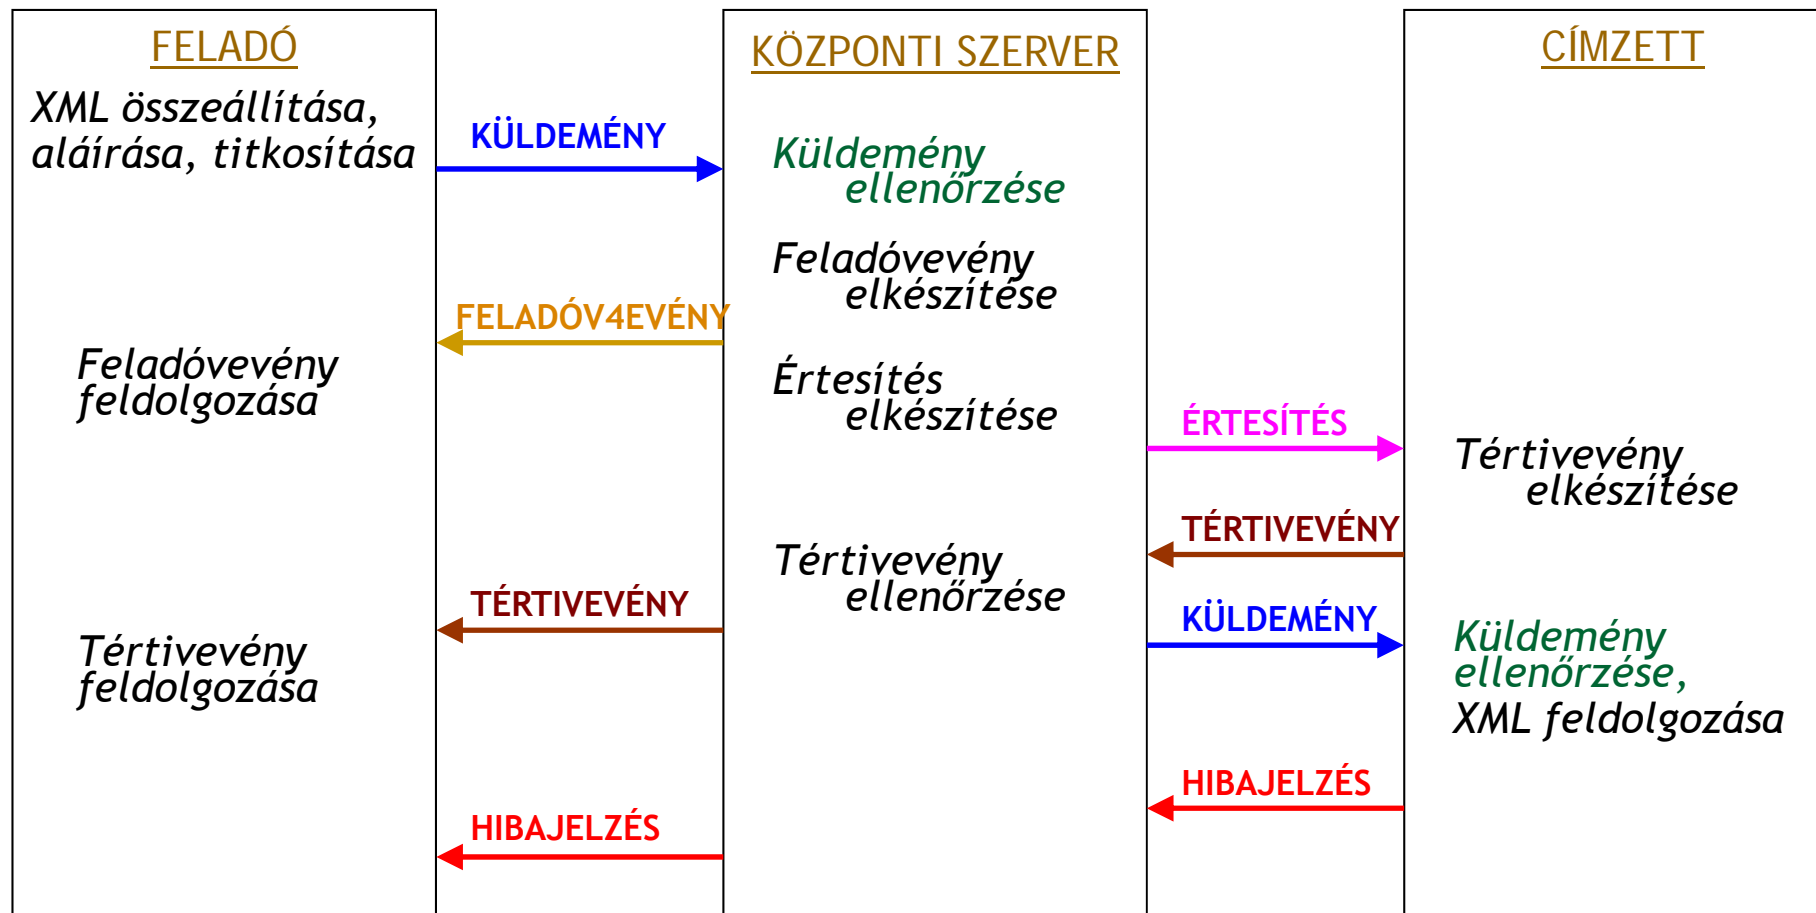 FELADÓ
XML összeállítása,
aláírása, titkosítása
Feladóvevény
feldolgozása
Tértivevény
feldolgozása
KÜLDEMÉNY
FELADÓV4EVÉNY
TÉRTIVEVÉNY
HIBAJELZÉS
KÖZPONTI SZERVER
Küldemény
ellenőrzése
Feladóvevény
elkészítése
Értesítés
elkészítése
Tértivevény
ellenőrzése
ÉRTESÍTÉS
TÉRTIVEVÉNY
KÜLDEMÉNY
HIBAJELZÉS
CÍMZETT
Tértivevény
elkészítése
Küldemény
ellenőrzése,
XML feldolgozása